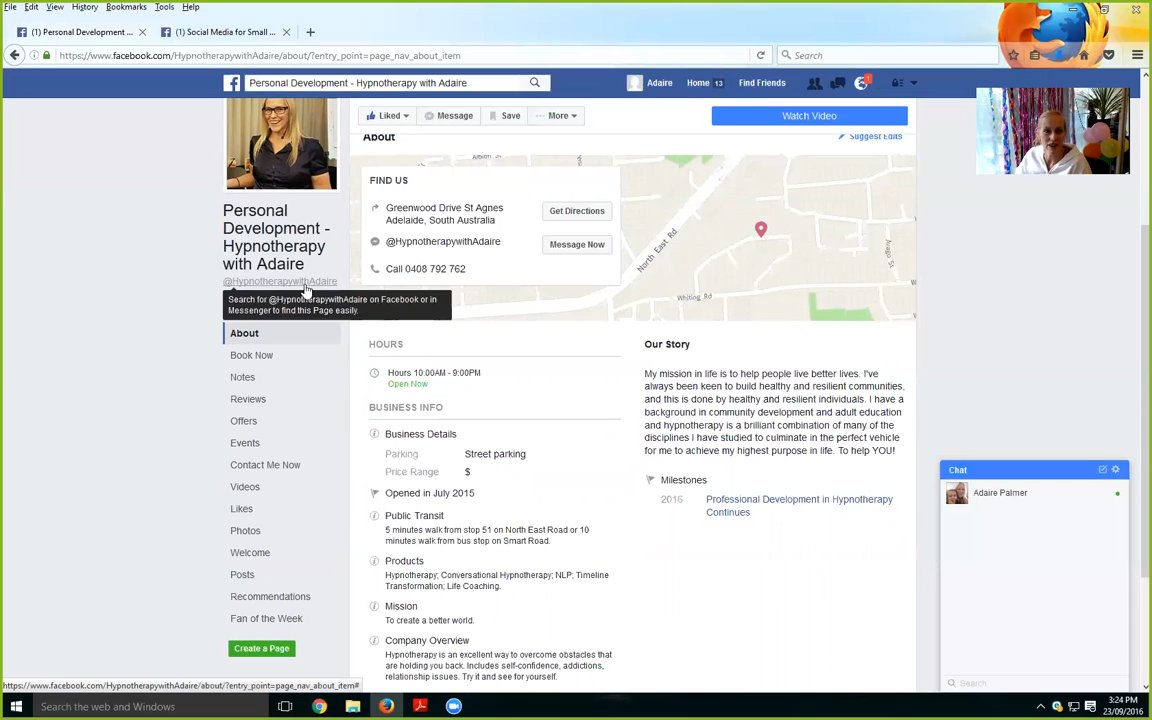 File Edit View History Bookmarks Tools Help
(1) Personal Development ...
(1) Social Media for Small ...
https://www.facebook.com/HypnotherapywithAdaire/about/?entry_point=page_nav_about_item
Search
Personal Development - Hypnotherapy with Adaire
Adaire Home 13 Find Friends
1
Liked Message Save More
Watch Video
About
Suggest Edits
FIND US
Greenwood Drive St Agnes
Adelaide, South Australia
Get Directions
@HypnotherapywithAdaire
Message Now
Call 0408 792 762
North East Rd
Whiting Rd
Personal
Development -
Hypnotherapy
with Adaire
@HypnotherapywithAdaire
Search for @HypnotherapywithAdaire on Facebook or in
Messenger to find this Page easily.
About
Book Now
Notes
Reviews
Offers
Events
Contact Me Now
Videos
Likes
Photos
Welcome
Posts
Recommendations
Fan of the Week
Create a Page
HOURS
Hours 10:00AM - 9:00PM
Open Now
BUSINESS INFO
Business Details
Parking Street parking
Price Range $
Opened in July 2015
Public Transit
5 minutes walk from stop 51 on North East Road or 10
minutes walk from bus stop on Smart Road.
Products
Hypnotherapy; Conversational Hypnotherapy; NLP; Timeline
Transformation; Life Coaching.
Mission
To create a better world.
Company Overview
Hypnotherapy is an excellent way to overcome obstacles that
are holding you back. Includes self-confidence, addictions,
relationship issues. Try it and see for yourself.
Our Story
My mission in life is to help people live better lives. I've
always been keen to build healthy and resilient communities,
and this is done by healthy and resilient individuals. I have a
background in community development and adult education
and hypnotherapy is a brilliant combination of many of the
disciplines I have studied to culminate in the perfect vehicle
for me to achieve my highest purpose in life. To help YOU!
Milestones
2016 Professional Development in Hypnotherapy
Continues
Chat
Adaire Palmer
Search
https://www.facebook.com/HypnotherapywithAdaire/about/?entry_point=page_nav_about_item#
Search the web and Windows
3:24 PM
23/09/2016